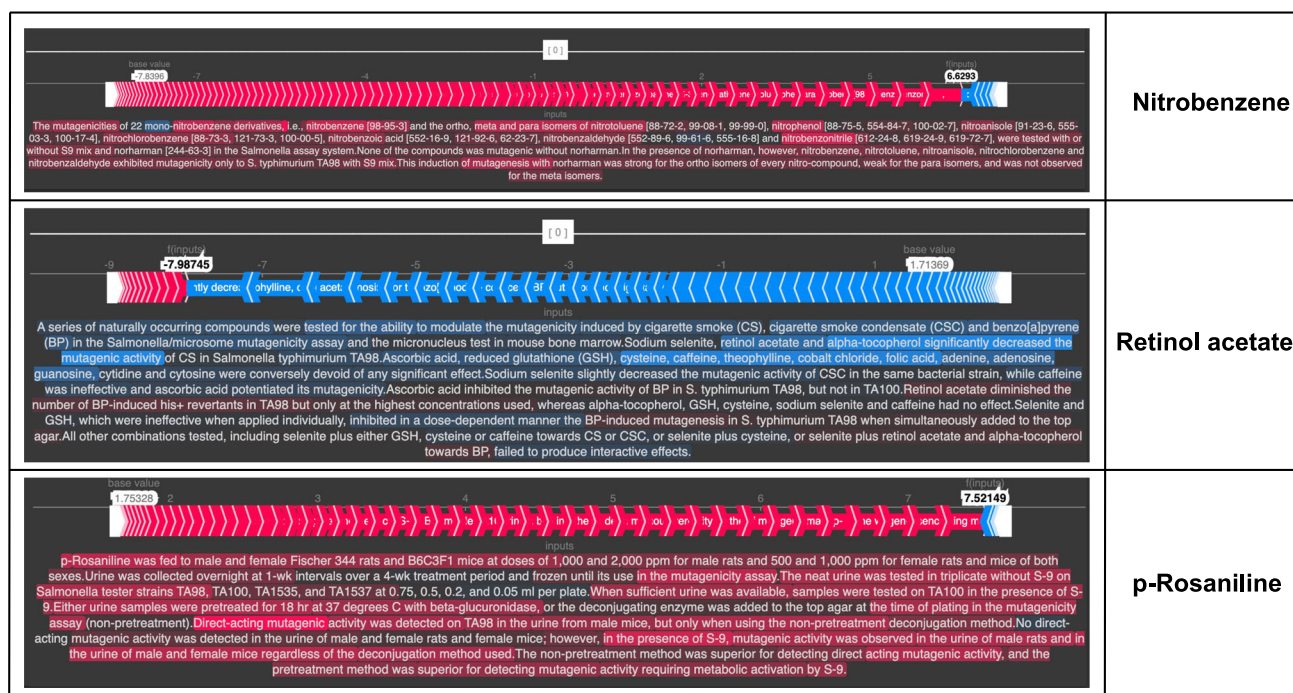 [ 0 ]
base value
f(inputs)
-7.8396
-7
-4
-1
2
5
6.6293
inputs
The mutagenicities of 22 mono-nitrobenzene derivatives, i.e., nitrobenzene [98-95-3] and the ortho, meta and para isomers of nitrotoluene [88-72-2, 99-08-1, 99-99-0], nitrophenol [88-75-5, 554-84-7, 100-02-7], nitroanisole [91-23-6, 555-
03-3, 100-17-4], nitrochlorobenzene [88-73-3, 121-73-3, 100-00-5], nitrobenzoic acid [552-16-9, 121-92-6, 62-23-7], nitrobenzaldehyde [552-89-6, 99-61-6, 555-16-8] and nitrobenzonitrile [612-24-8, 619-24-9, 619-72-7], were tested with or
without S9 mix and norharman [244-63-3] in the Salmonella assay system.None of the compounds was mutagenic without norharman.In the presence of norharman, however, nitrobenzene, nitrotoluene, nitroanisole, nitrochlorobenzene and
nitrobenzaldehyde exhibited mutagenicity only to S. typhimurium TA98 with S9 mix.This induction of mutagenesis with norharman was strong for the ortho isomers of every nitro-compound, weak for the para isomers, and was not observed
for the meta isomers.
Nitrobenzene
[ 0 ]
f(inputs)
base value
-9
-7.98745
-7
-5
-3
-1
1
1.71369
inputs
A series of naturally occurring compounds were tested for the ability to modulate the mutagenicity induced by cigarette smoke (CS), cigarette smoke condensate (CSC) and benzo[a]pyrene
(BP) in the Salmonella/microsome mutagenicity assay and the micronucleus test in mouse bone marrow.Sodium selenite, retinol acetate and alpha-tocopherol significantly decreased the
mutagenic activity of CS in Salmonella typhimurium TA98.Ascorbic acid, reduced glutathione (GSH), cysteine, caffeine, theophylline, cobalt chloride, folic acid, adenine, adenosine,
guanosine, cytidine and cytosine were conversely devoid of any significant effect.Sodium selenite slightly decreased the mutagenic activity of CSC in the same bacterial strain, while caffeine
was ineffective and ascorbic acid potentiated its mutagenicity.Ascorbic acid inhibited the mutagenic activity of BP in S. typhimurium TA98, but not in TA100.Retinol acetate diminished the
number of BP-induced his+ revertants in TA98 but only at the highest concentrations used, whereas alpha-tocopherol, GSH, cysteine, sodium selenite and caffeine had no effect.Selenite and
GSH, which were ineffective when applied individually, inhibited in a dose-dependent manner the BP-induced mutagenesis in S. typhimurium TA98 when simultaneously added to the top
agar.All other combinations tested, including selenite plus either GSH, cysteine or caffeine towards CS or CSC, or selenite plus cysteine, or selenite plus retinol acetate and alpha-tocopherol
towards BP, failed to produce interactive effects.
Retinol acetate
base value
f(inputs)
1.75328
2
3
4
5
6
7
7.52149
inputs
p-Rosaniline was fed to male and female Fischer 344 rats and B6C3F1 mice at doses of 1,000 and 2,000 ppm for male rats and 500 and 1,000 ppm for female rats and mice of both
sexes.Urine was collected overnight at 1-wk intervals over a 4-wk treatment period and frozen until its use in the mutagenicity assay.The neat urine was tested in triplicate without S-9 on
Salmonella tester strains TA98, TA100, TA1535, and TA1537 at 0.75, 0.5, 0.2, and 0.05 ml per plate.When sufficient urine was available, samples were tested on TA100 in the presence of S-
9.Either urine samples were pretreated for 18 hr at 37 degrees C with beta-glucuronidase, or the deconjugating enzyme was added to the top agar at the time of plating in the mutagenicity
assay (non-pretreatment).Direct-acting mutagenic activity was detected on TA98 in the urine from male mice, but only when using the non-pretreatment deconjugation method.No direct-
acting mutagenic activity was detected in the urine of male and female rats and female mice; however, in the presence of S-9, mutagenic activity was observed in the urine of male rats and in
the urine of male and female mice regardless of the deconjugation method used.The non-pretreatment method was superior for detecting direct acting mutagenic activity, and the
pretreatment method was superior for detecting mutagenic activity requiring metabolic activation by S-9.
p-Rosaniline